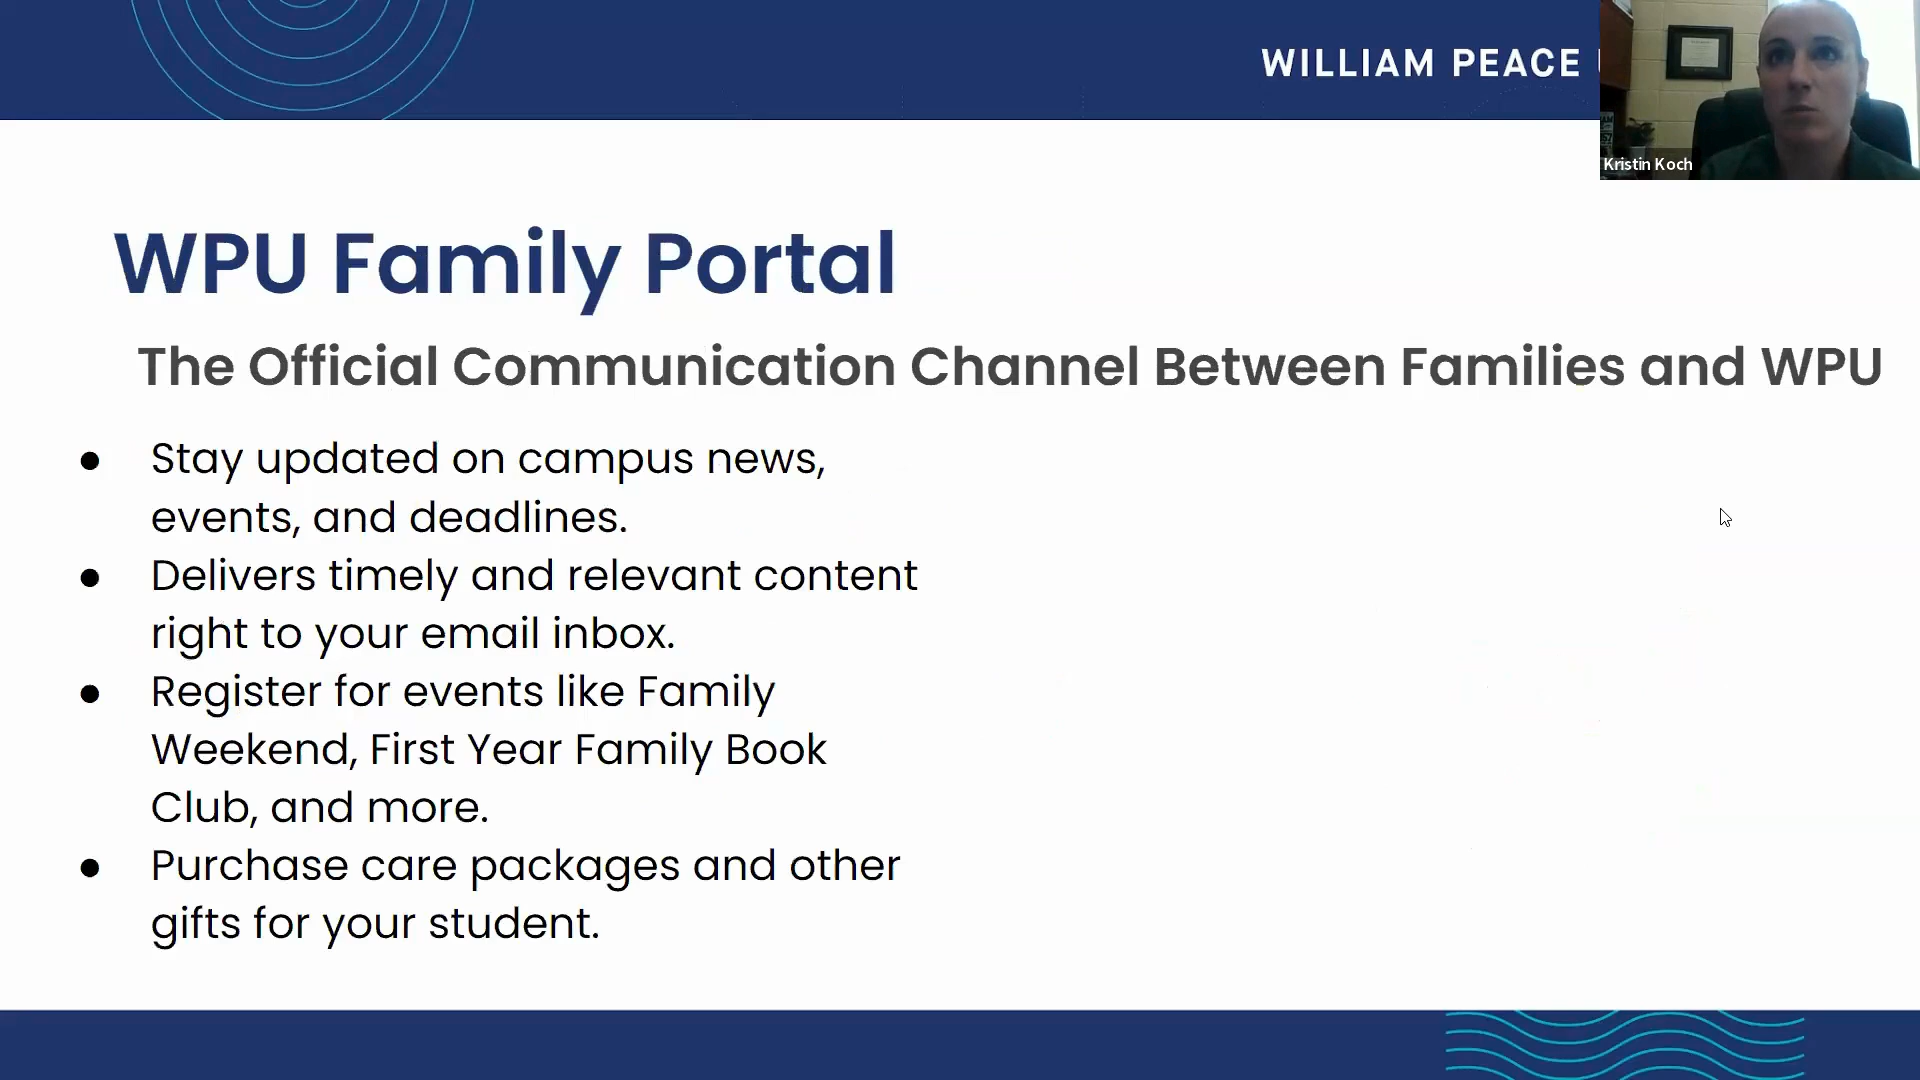 WILLIAM PEACE
Kristin Koch
WPU Family Portal
The Official Communication Channel Between Families and WPU
● Stay updated on campus news,
events, and deadlines.
● Delivers timely and relevant content
right to your email inbox.
● Register for events like Family
Weekend, First Year Family Book
Club, and more.
● Purchase care packages and other
gifts for your student.